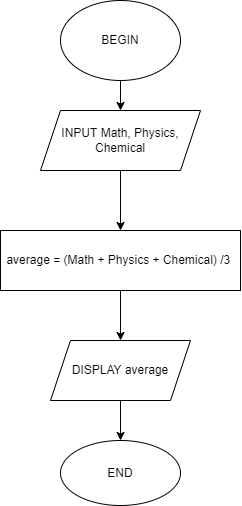 BEGIN
INPUT Math, Physics,
Chemical
average = (Math + Physics + Chemical) /3
DISPLAY average
END